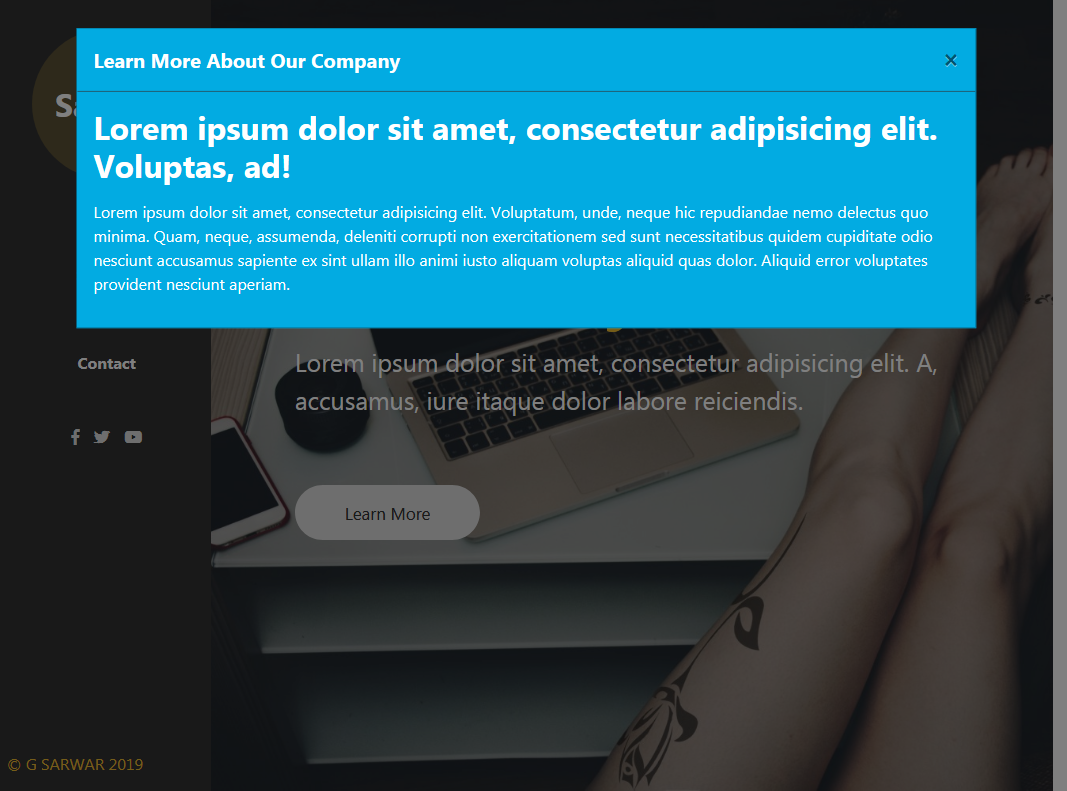 Learn More About Our Company
×
Lorem ipsum dolor sit amet, consectetur adipisicing elit.
Voluptas, ad!
Lorem ipsum dolor sit amet, consectetur adipisicing elit. Voluptatum, unde, neque hic repudiandae nemo delectus quo
minima. Quam, neque, assumenda, deleniti corrupti non exercitationem sed sunt necessitatibus quidem cupiditate odio
nesciunt accusamus sapiente ex sint ullam illo animi iusto aliquam voluptas aliquid quas dolor. Aliquid error voluptates
provident nesciunt aperiam.
Contact
Lorem ipsum dolor sit amet, consectetur adipisicing elit. A,
accusamus, iure itaque dolor labore reiciendis.
Learn More
© G SARWAR 2019